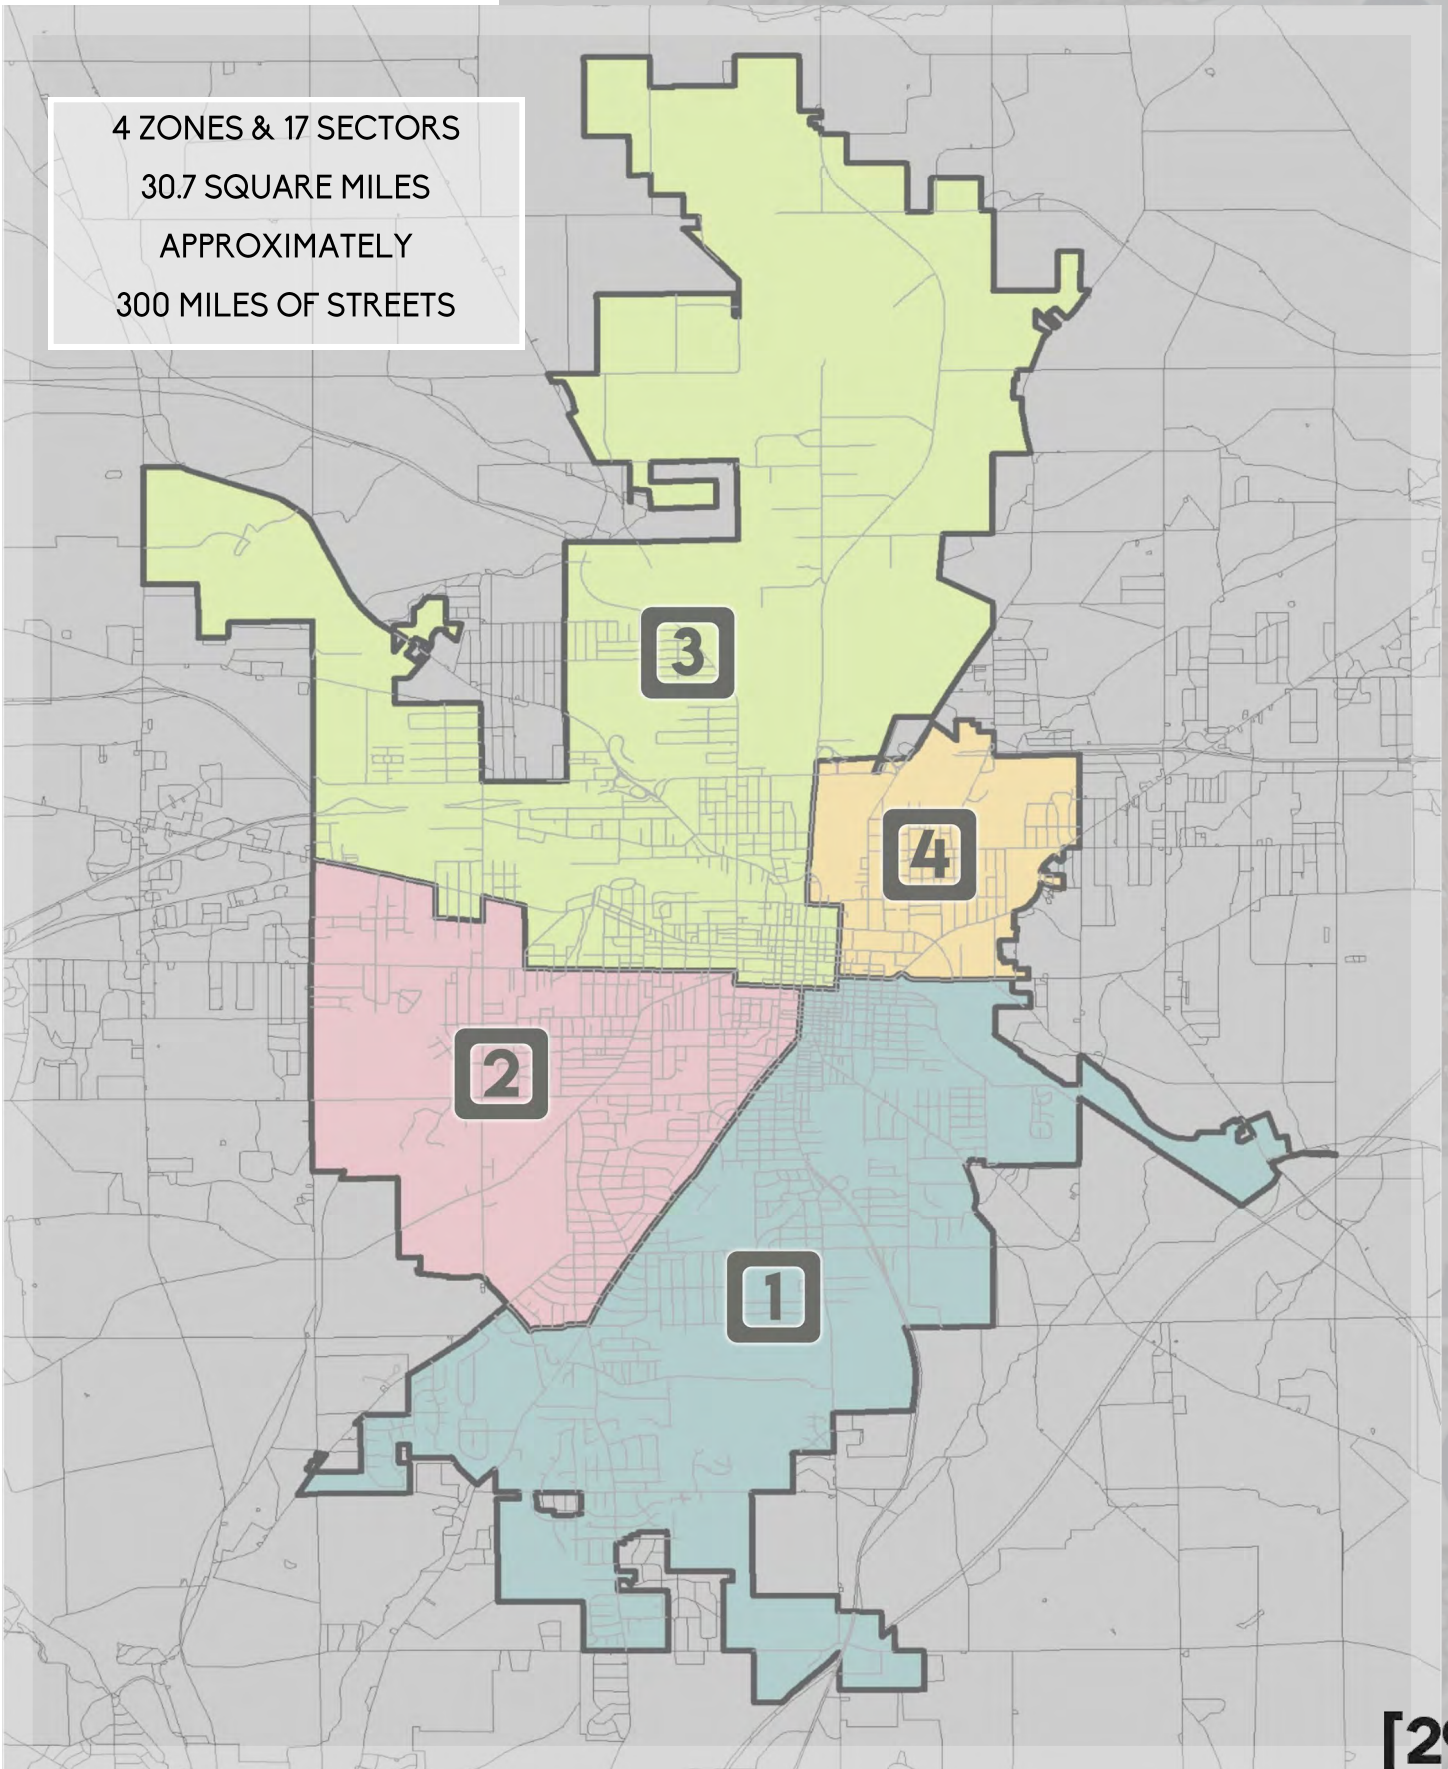 4 ZONES & 17 SECTORS
30.7 SQUARE MILES
APPROXIMATELY
300 MILES OF STREETS
3
4
2
1